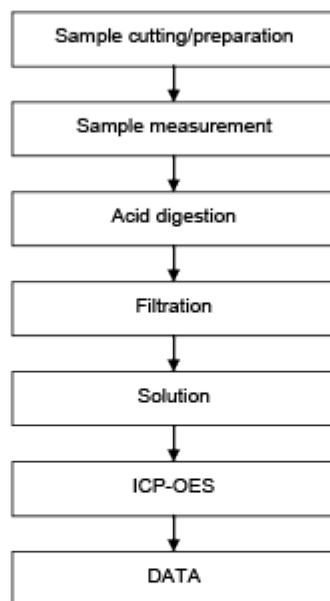 Sample cutting/preparation
Sample measurement
Acid digestion
Filtration
Solution
ICP-OES
DATA